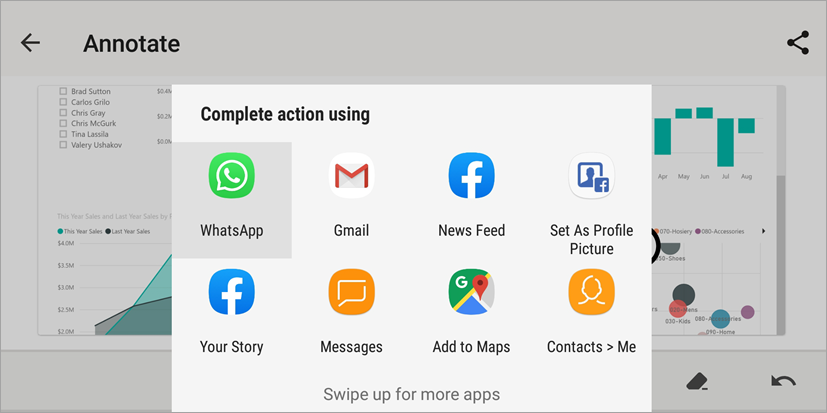 Annotate
Brad Sutton
Carlos Grilo
Chris Gray
Chris McGurk
Tina Lassila
Valery Ushakov
$0.4M
$0.2M
$0.0M
Complete action using
WhatsApp
Gmail
News Feed
Set As Profile
Picture
Your Story
Messages
Add to Maps
Contacts > Me
Swipe up for more apps
This Year Sales and Last Year Sales by
This Year Sales Last Year Sales
$4.0M
$3.5M
$3.0M
$2.5M
$2.0M
Apr May Jun Jul Aug
070-Hosiery 080-Accessories
050-Shoes
030-Kids
080-Accessories
090-Home